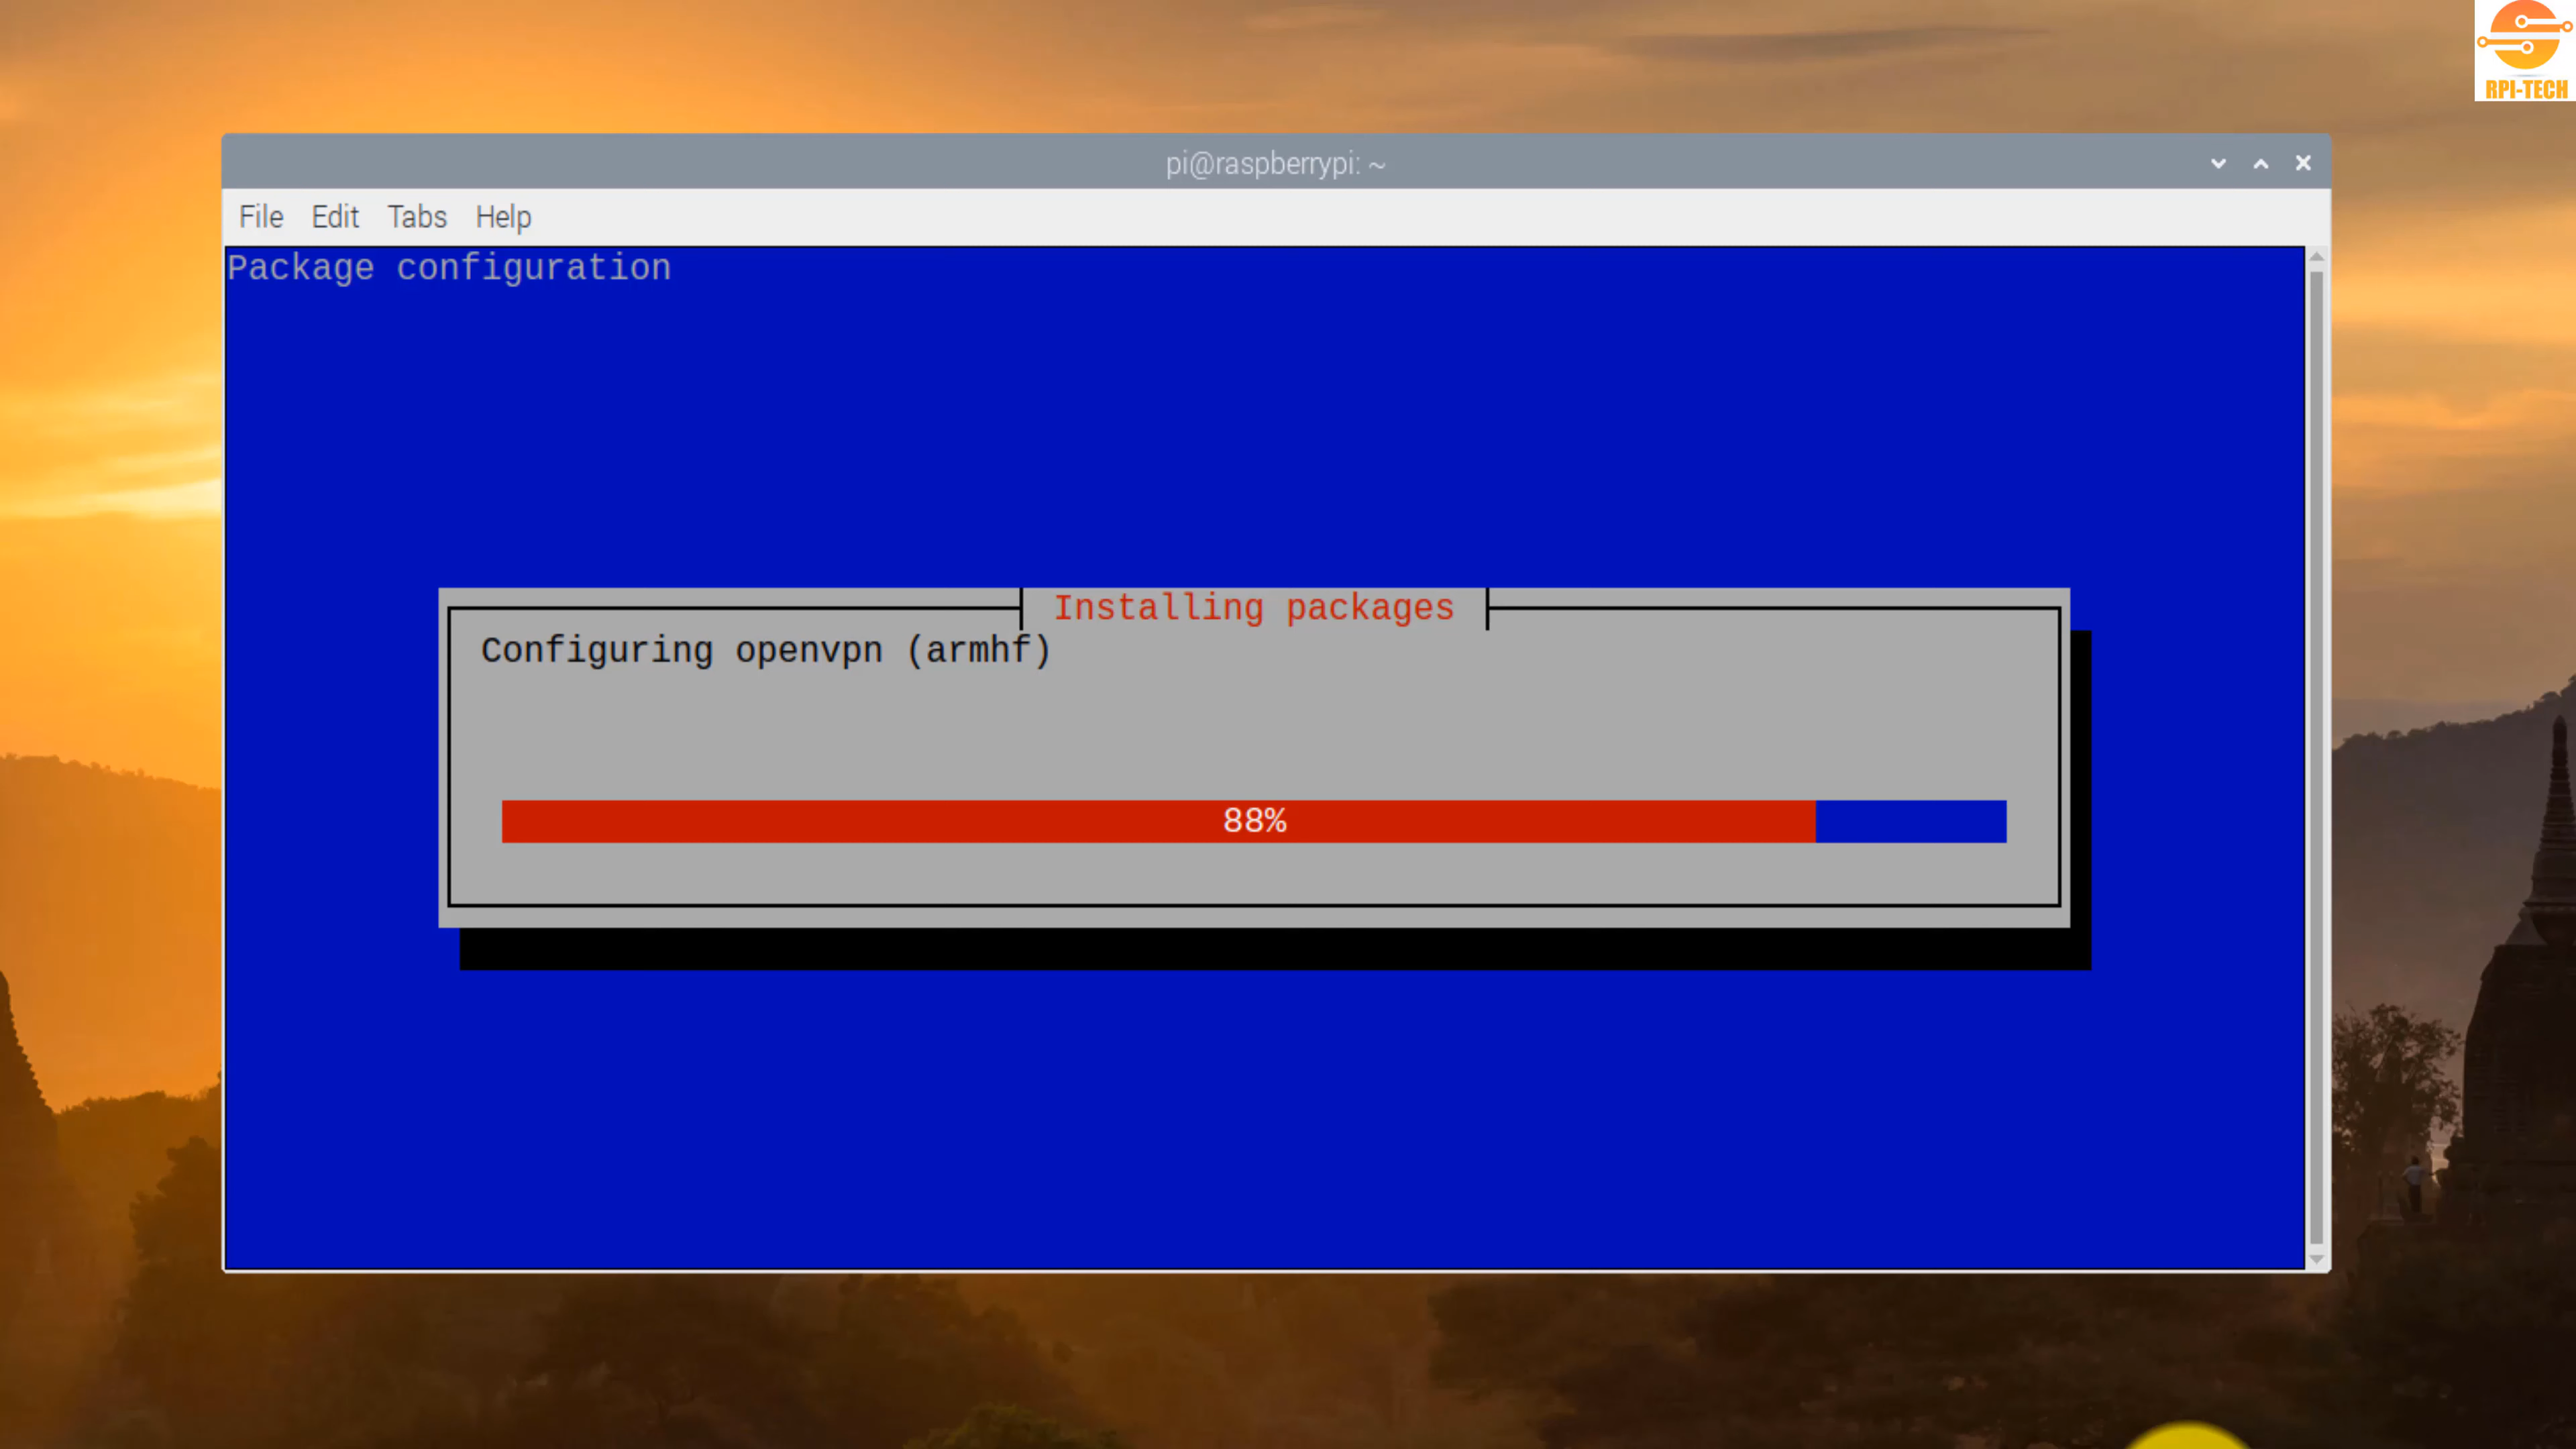 RPI-TECH
pi@raspberrypi: ~
File Edit Tabs Help
Package configuration
Installing packages
Configuring openvpn (armhf)
88%